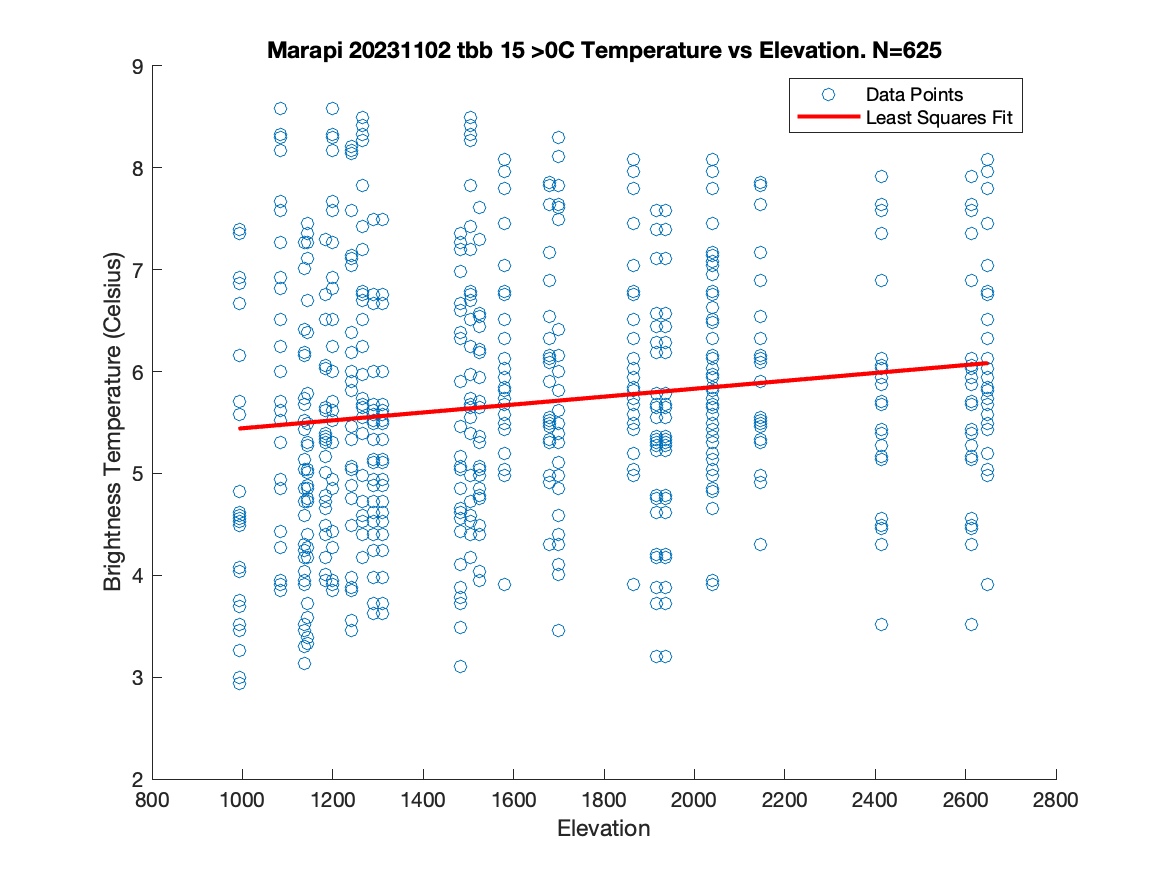 Marapi 20231102 tbb 15 >0C Temperature vs Elevation. N=625
Data Points
Least Squares Fit
9
8
7
6
5
4
3
2
Brightness Temperature (Celsius)
800 1000 1200 1400 1600 1800 2000 2200 2400 2600 2800
Elevation